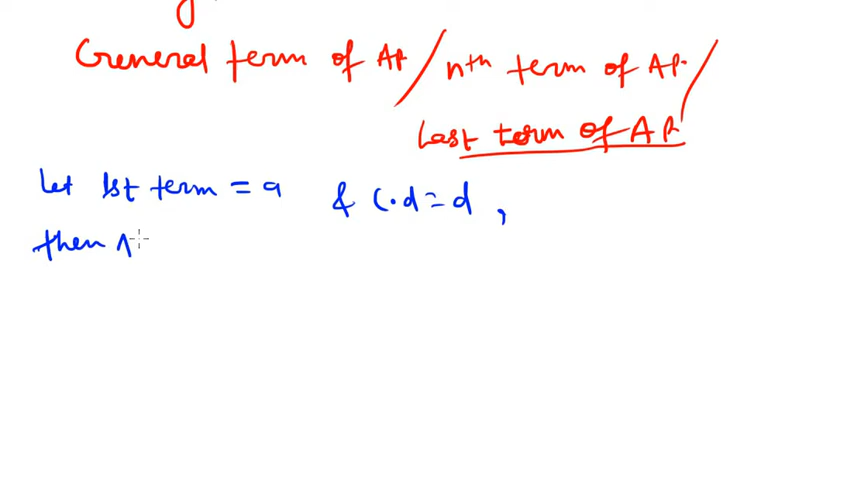 General term of AP / nth term of AP. /
Last term of AP
Let 1st term = a & C.d = d ,
then